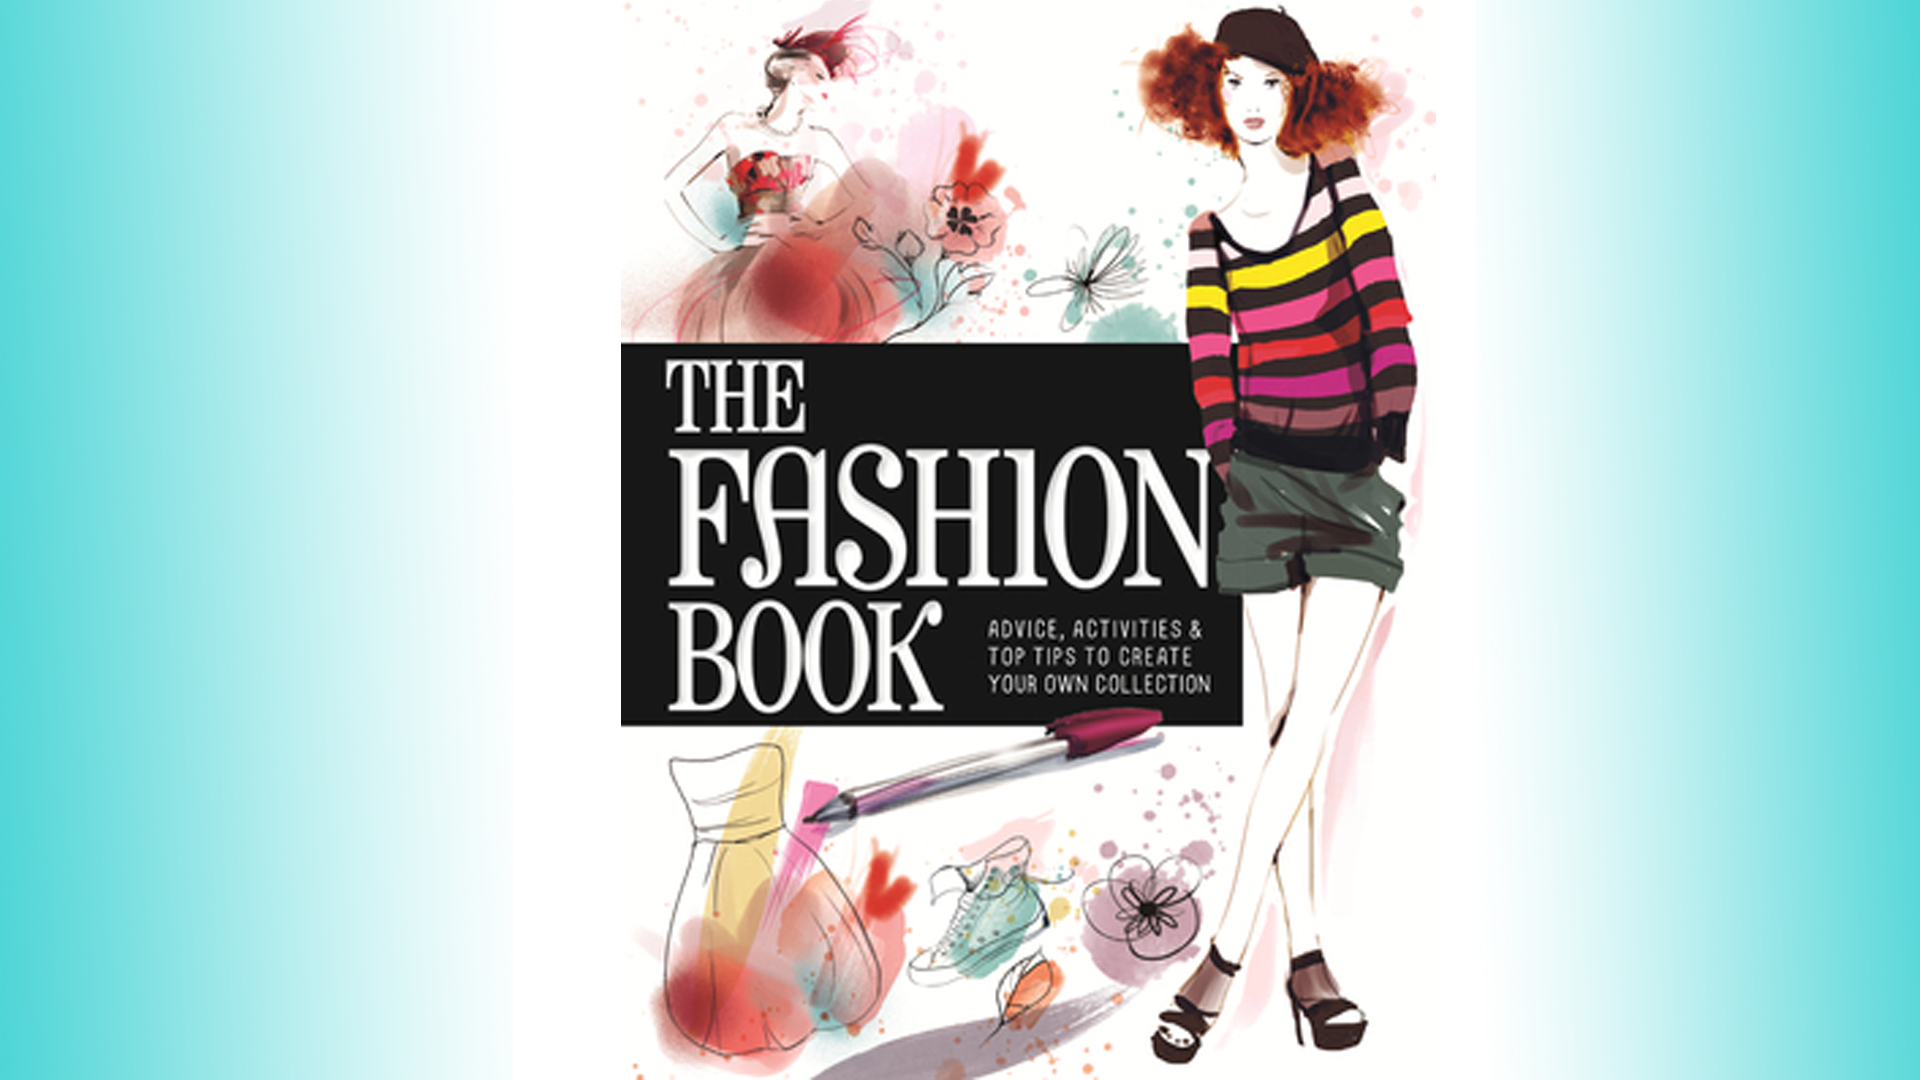 THE
FASHION
BOOK
ADVICE, ACTIVITIES &
TOP TIPS TO CREATE
YOUR OWN COLLECTION